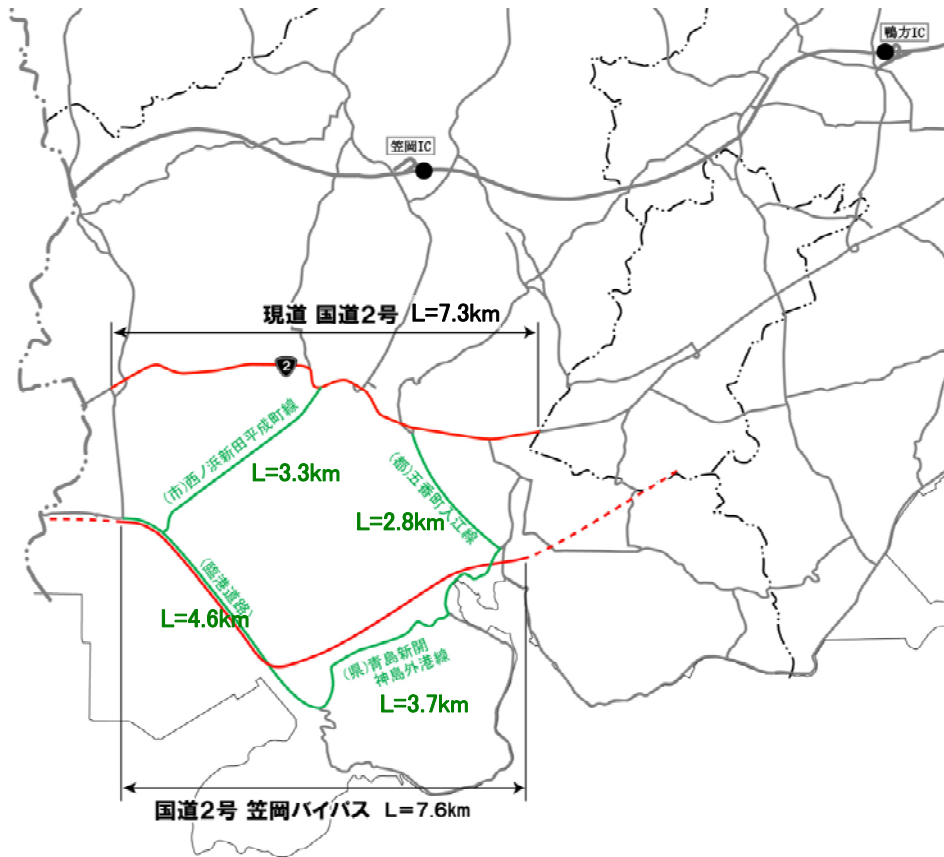 鴨方IC
笠岡IC
現道 国道2号 L=7.3km
2
(市)西ノ浜新田平成町線
L=3.3km
(都)五番町入江線
L=2.8km
(臨港道路)
L=4.6km
(県)青島新開
神島外港線
L=3.7km
国道2号 笠岡バイパス L=7.6km